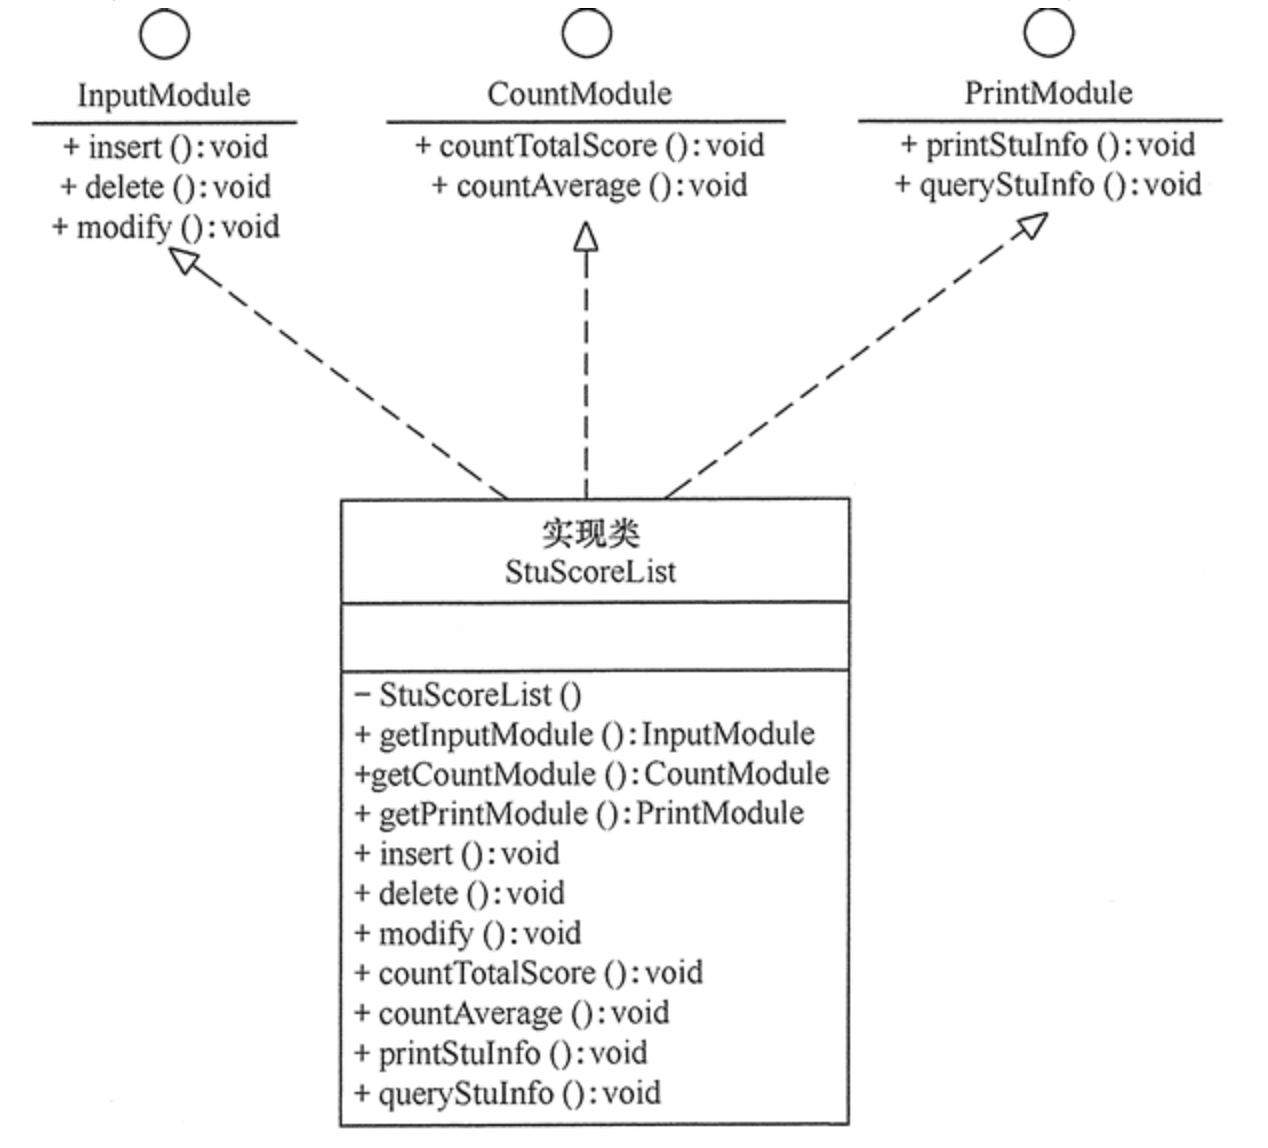 InputModule
+ insert ():void
+ delete ():void
+ modify ():void
CountModule
+ countTotalScore ():void
+ countAverage ():void
PrintModule
+ printStuInfo ():void
+ queryStuInfo ():void
实现类
StuScoreList
− StuScoreList ()
+ getInputModule ():InputModule
+getCountModule ():CountModule
+ getPrintModule ():PrintModule
+ insert ():void
+ delete ():void
+ modify ():void
+ countTotalScore ():void
+ countAverage ():void
+ printStuInfo ():void
+ queryStuInfo ():void